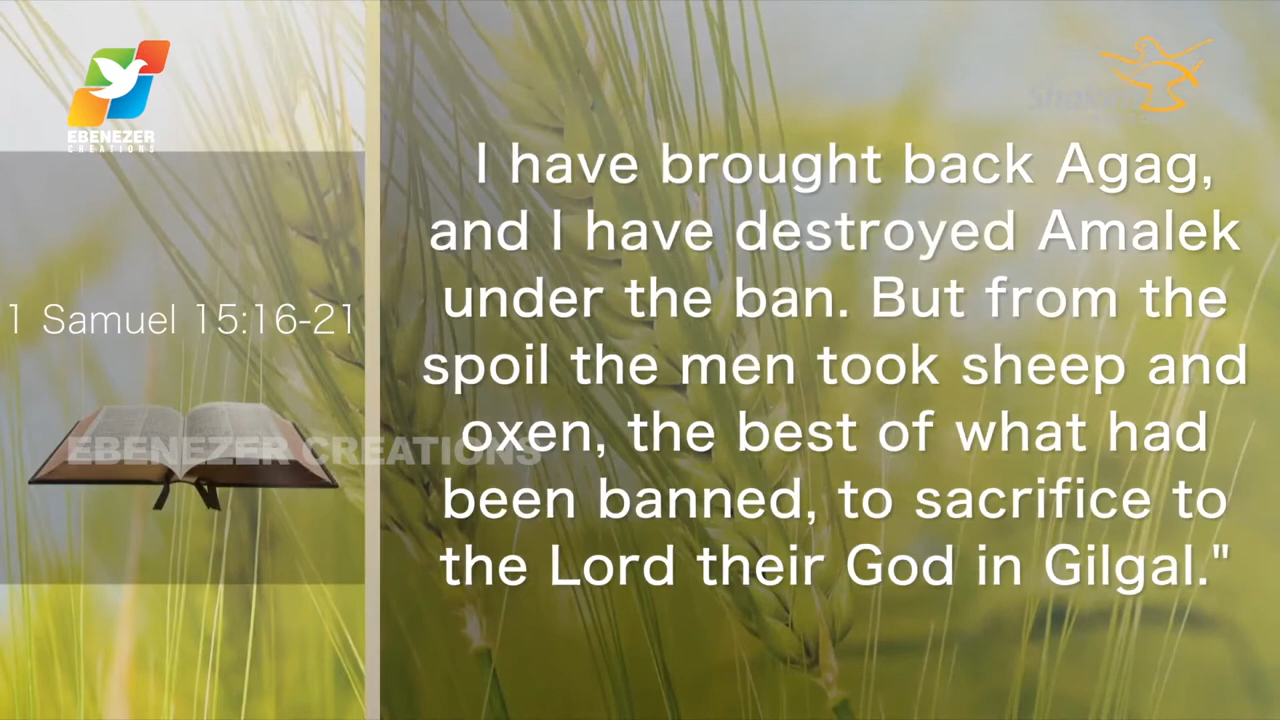 EBENEZER
CREATIONS
I have brought back Agag,
and I have destroyed Amalek
under the ban. But from the
1 Samuel 15:16-21
spoil the men took sheep and
oxen, the best of what had
EBENEZER CREATIONS
been banned, to sacrifice to
the Lord their God in Gilgal."